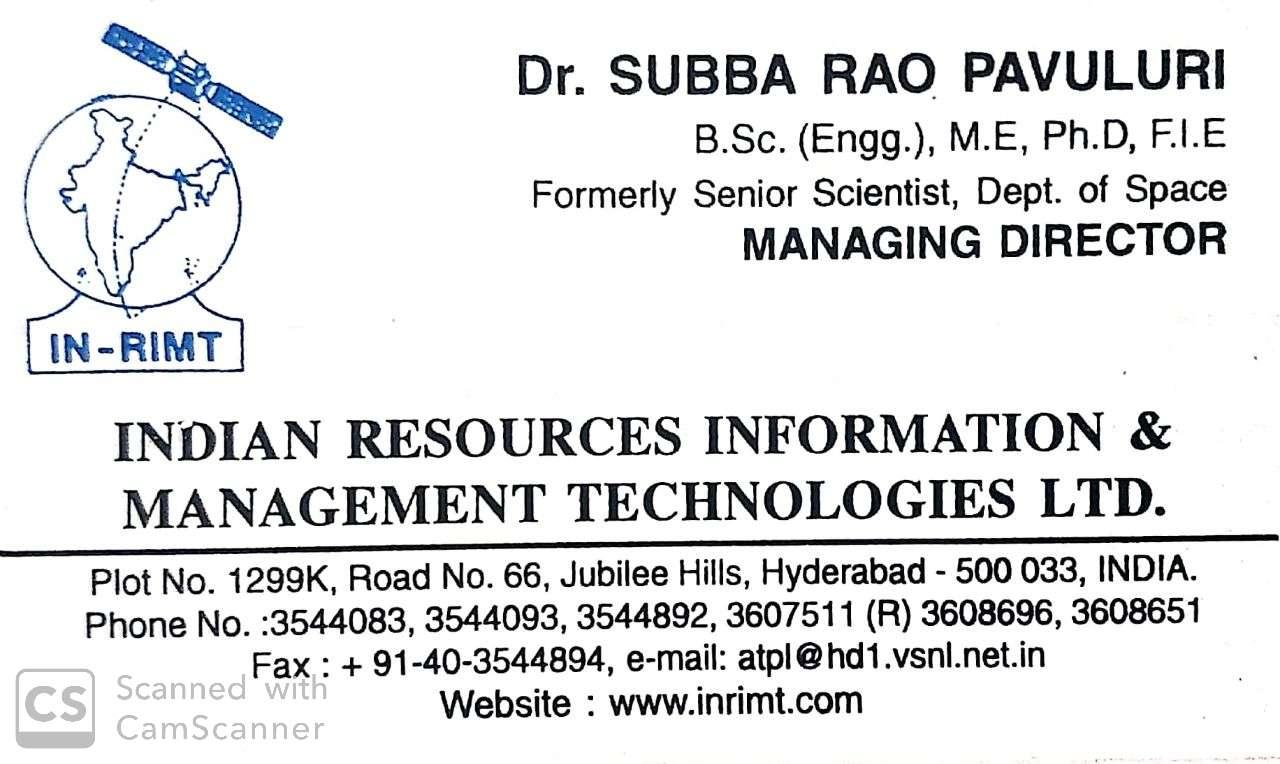 Dr. SUBBA RAO PAVULURI
B.Sc. (Engg.), M.E, Ph.D, F.I.E
Formerly Senior Scientist, Dept. of Space
MANAGING DIRECTOR
IN-RIMT
INDIAN RESOURCES INFORMATION &
MANAGEMENT TECHNOLOGIES LTD.
Plot No. 1299K, Road No. 66, Jubilee Hills, Hyderabad - 500 033, INDIA.
Phone No. :3544083, 3544093, 3544892, 3607511 (R) 3608696, 3608651
Fax : + 91-40-3544894, e-mail: atpl@hd1.vsnl.net.in
Website : www.inrimt.com
CS Scanned with
CamScanner